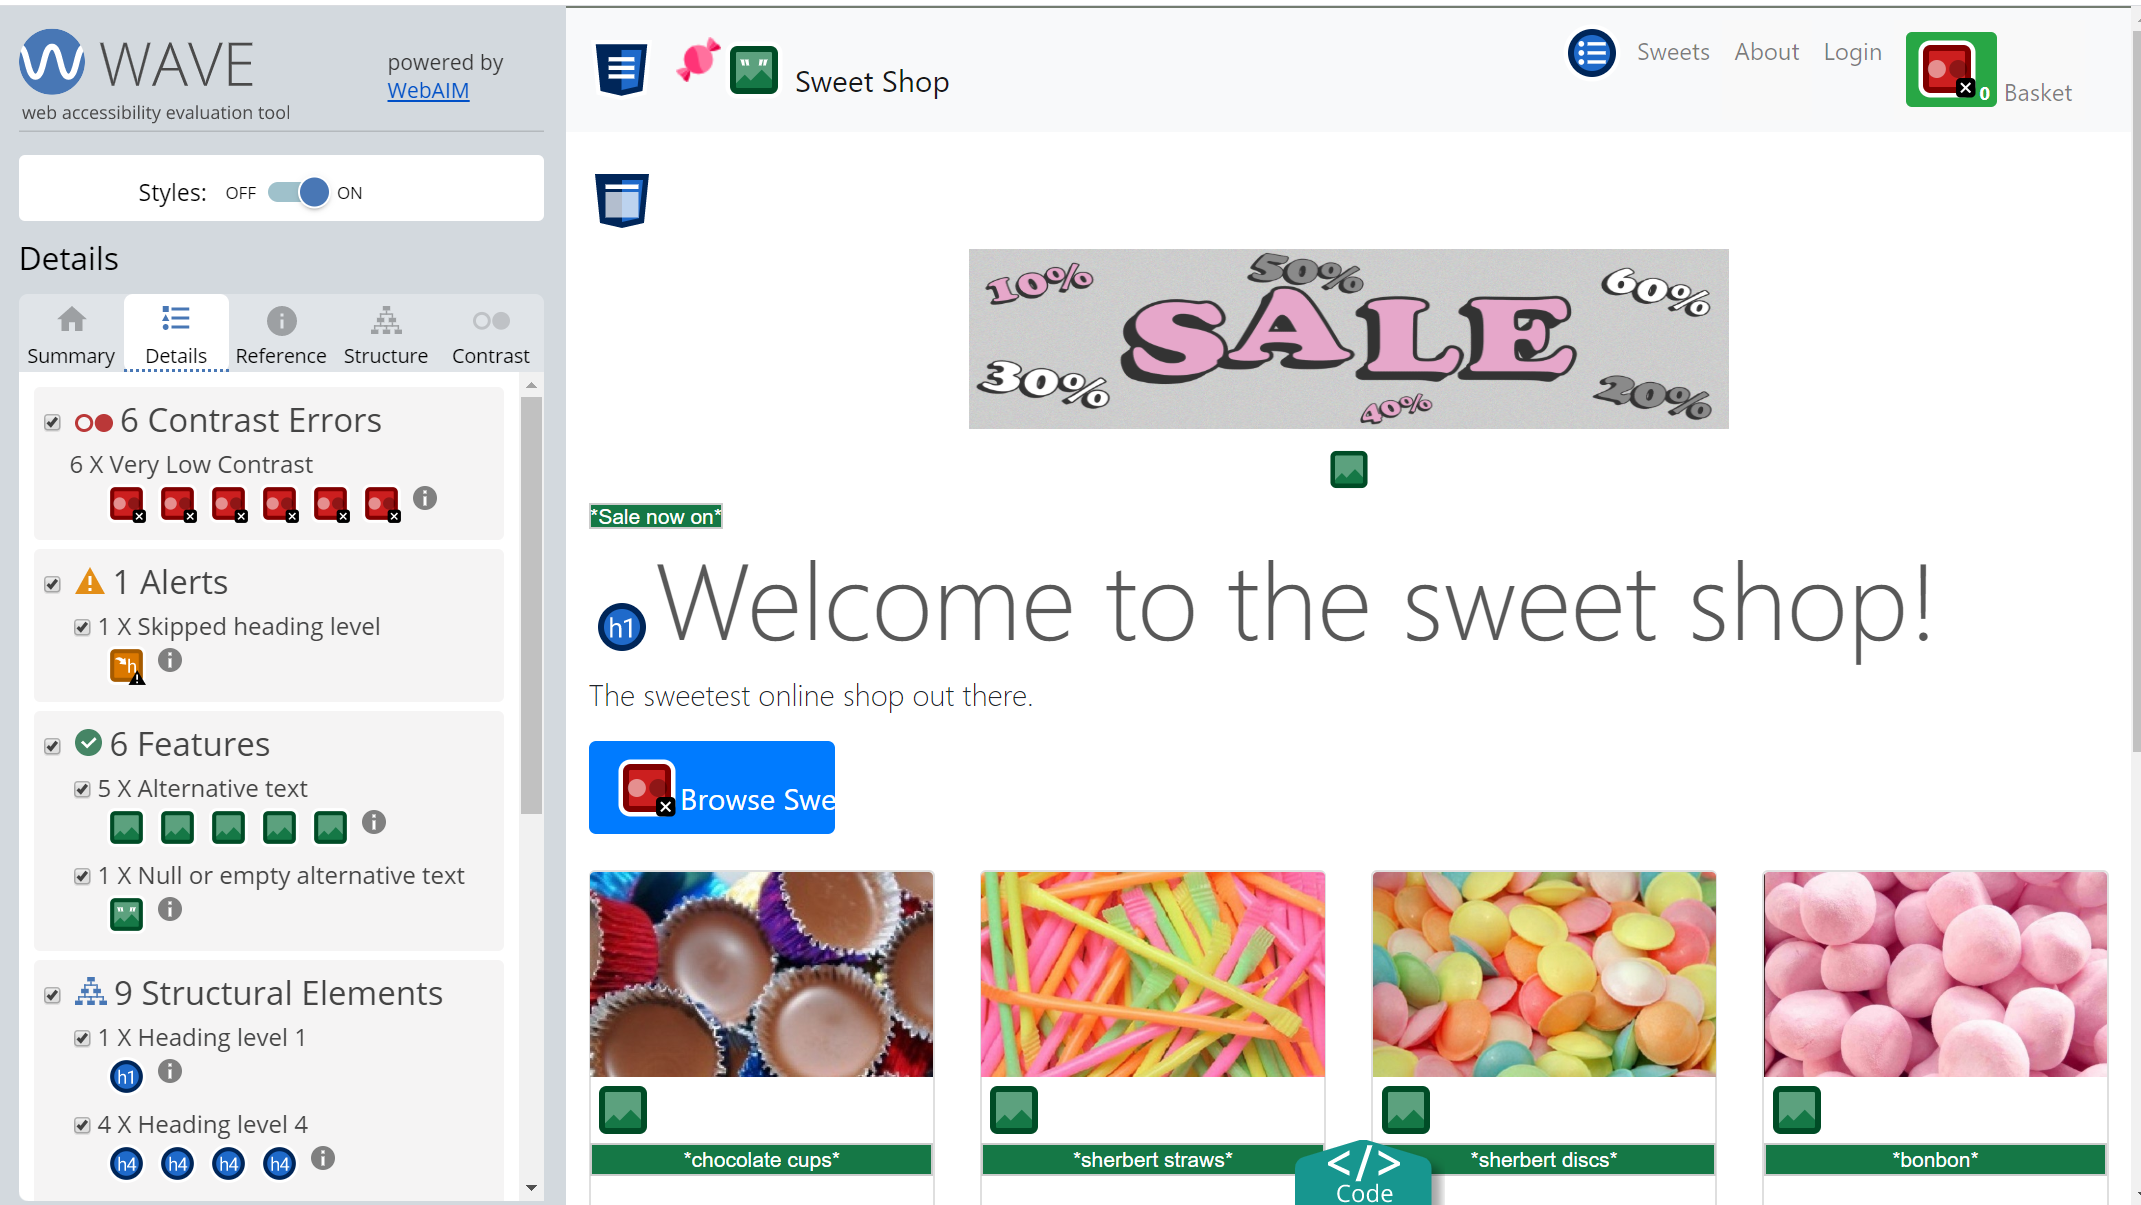 WAVE
powered by
WebAIM
web accessibility evaluation tool
Styles: OFF ON
Details
Summary Details Reference Structure Contrast
6 Contrast Errors
6 X Very Low Contrast
1 Alerts
1 X Skipped heading level
h
6 Features
5 X Alternative text
1 X Null or empty alternative text
9 Structural Elements
1 X Heading level 1
h1
4 X Heading level 4
h4 h4 h4 h4
Sweet Shop
Sweets About Login 0 Basket
10% 50% 60%
SALE
30% 40% 20%
*Sale now on*
h1 Welcome to the sweet shop!
The sweetest online shop out there.
Browse Swe
*chocolate cups* *sherbert straws* *sherbert discs* *bonbon*
</>
Code